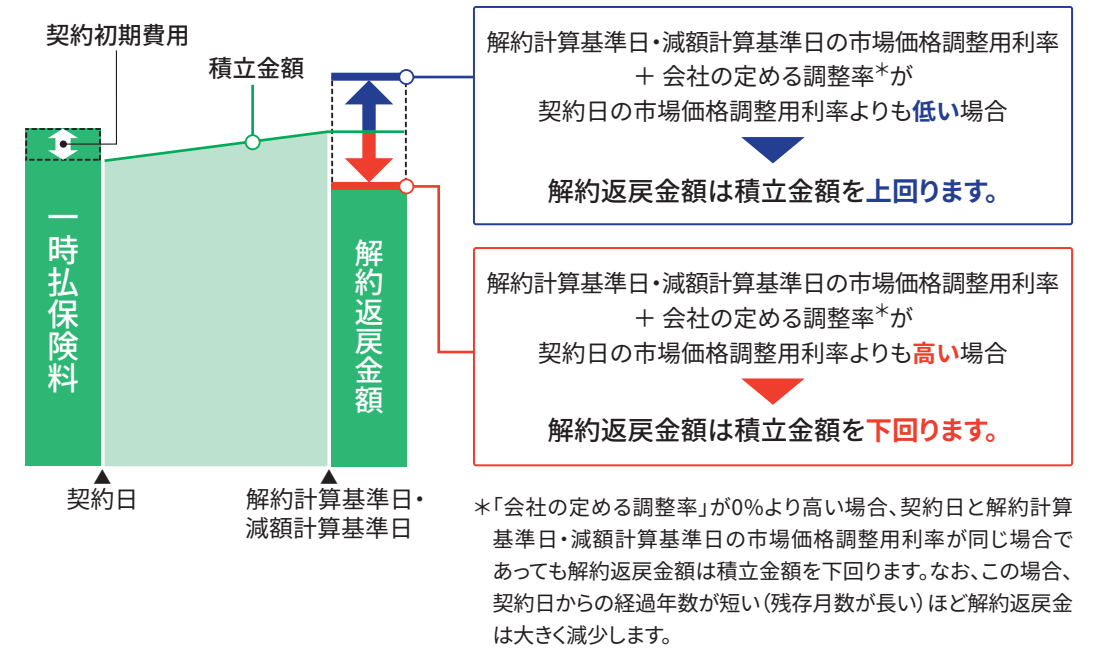 契約初期費用
積立金額
一時払保険料
解約返戻金額
契約日
解約計算基準日・
減額計算基準日
解約計算基準日・減額計算基準日の市場価格調整用利率
＋ 会社の定める調整率＊が
契約日の市場価格調整用利率よりも低い場合
解約返戻金額は積立金額を上回ります。
解約計算基準日・減額計算基準日の市場価格調整用利率
＋ 会社の定める調整率＊が
契約日の市場価格調整用利率よりも高い場合
解約返戻金額は積立金額を下回ります。
＊「会社の定める調整率」が0%より高い場合、契約日と解約計算
基準日・減額計算基準日の市場価格調整用利率が同じ場合で
あっても解約返戻金額は積立金額を下回ります。なお、この場合、
契約日からの経過年数が短い（残存月数が長い）ほど解約返戻金
は大きく減少します。